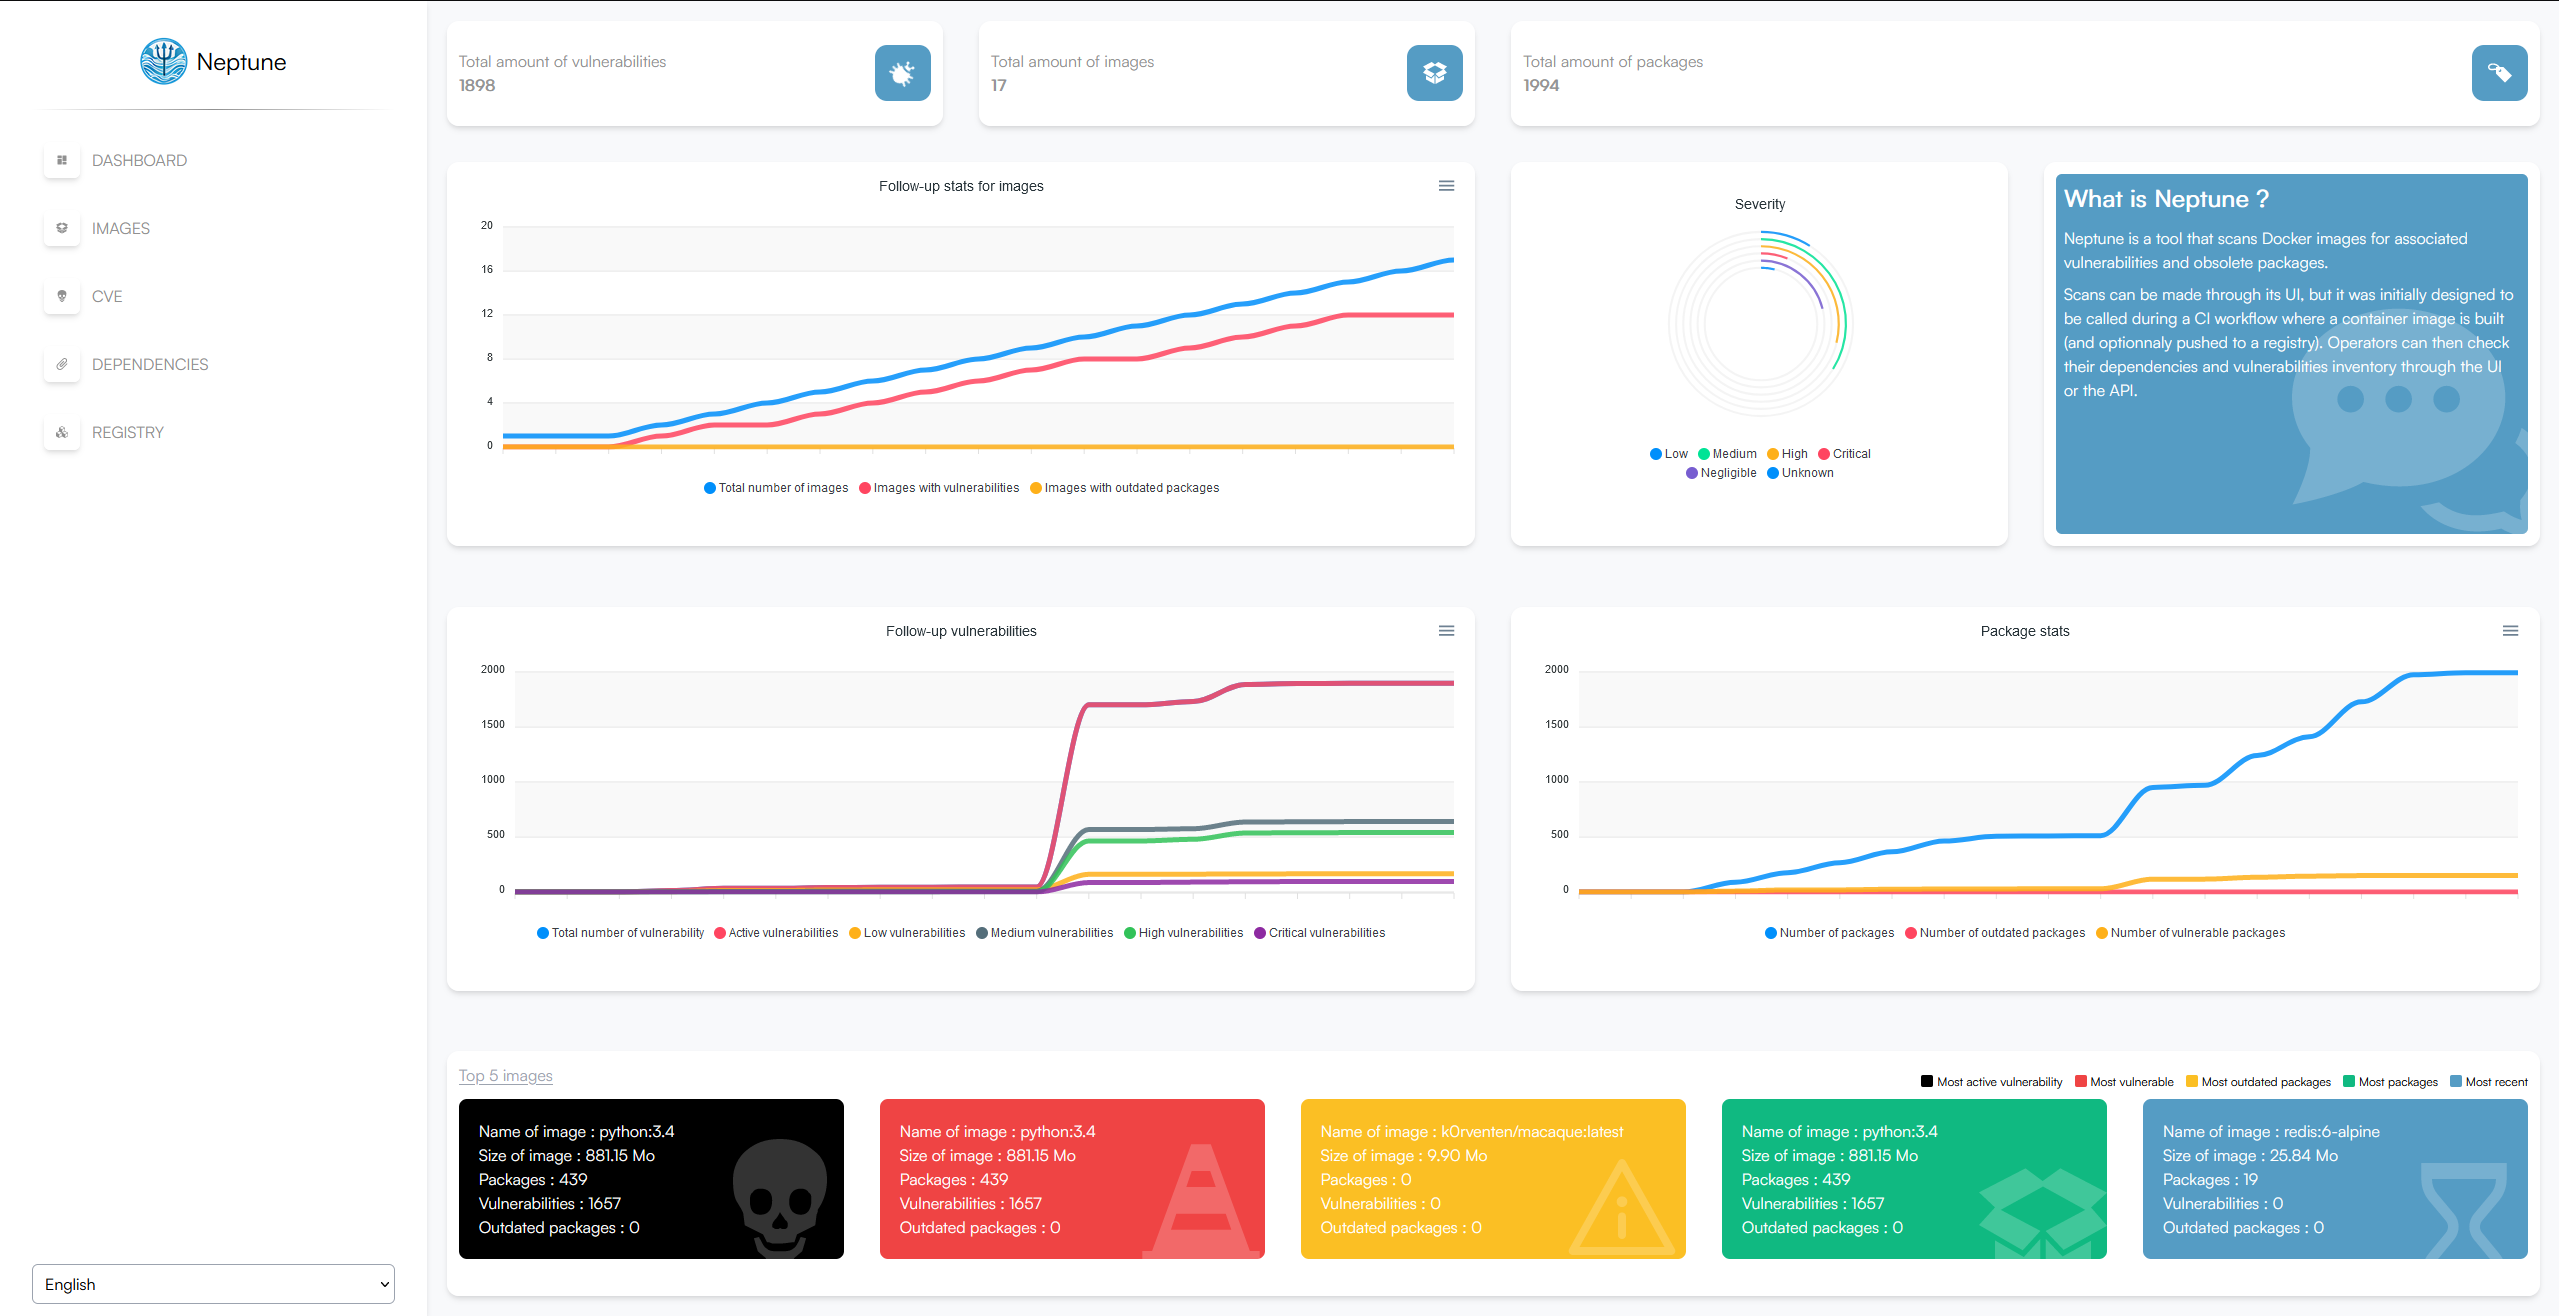 Neptune
DASHBOARD
IMAGES
CVE
DEPENDENCIES
REGISTRY
English
Total amount of vulnerabilities
1898
Total amount of images
17
Total amount of packages
1994
Follow-up stats for images
20
16
12
8
4
0
Total number of images Images with vulnerabilities Images with outdated packages
Severity
Low Medium High Critical
Negligible Unknown
What is Neptune ?
Neptune is a tool that scans Docker images for associated
vulnerabilities and obsolete packages.
Scans can be made through its UI, but it was initially designed to
be called during a CI workflow where a container image is built
(and optionnaly pushed to a registry). Operators can then check
their dependencies and vulnerabilities inventory through the UI
or the API.
Follow-up vulnerabilities
2000
1500
1000
500
0
Total number of vulnerability Active vulnerabilities Low vulnerabilities Medium vulnerabilities High vulnerabilities Critical vulnerabilities
Package stats
2000
1500
1000
500
0
Number of packages Number of outdated packages Number of vulnerable packages
Top 5 images
Most active vulnerability Most vulnerable Most outdated packages Most packages Most recent
Name of image : python:3.4
Size of image : 881.15 Mo
Packages : 439
Vulnerabilities : 1657
Outdated packages : 0
Name of image : python:3.4
Size of image : 881.15 Mo
Packages : 439
Vulnerabilities : 1657
Outdated packages : 0
Name of image : k0rventen/macaque:latest
Size of image : 9.90 Mo
Packages : 0
Vulnerabilities : 0
Outdated packages : 0
Name of image : python:3.4
Size of image : 881.15 Mo
Packages : 439
Vulnerabilities : 1657
Outdated packages : 0
Name of image : redis:6-alpine
Size of image : 25.84 Mo
Packages : 19
Vulnerabilities : 0
Outdated packages : 0